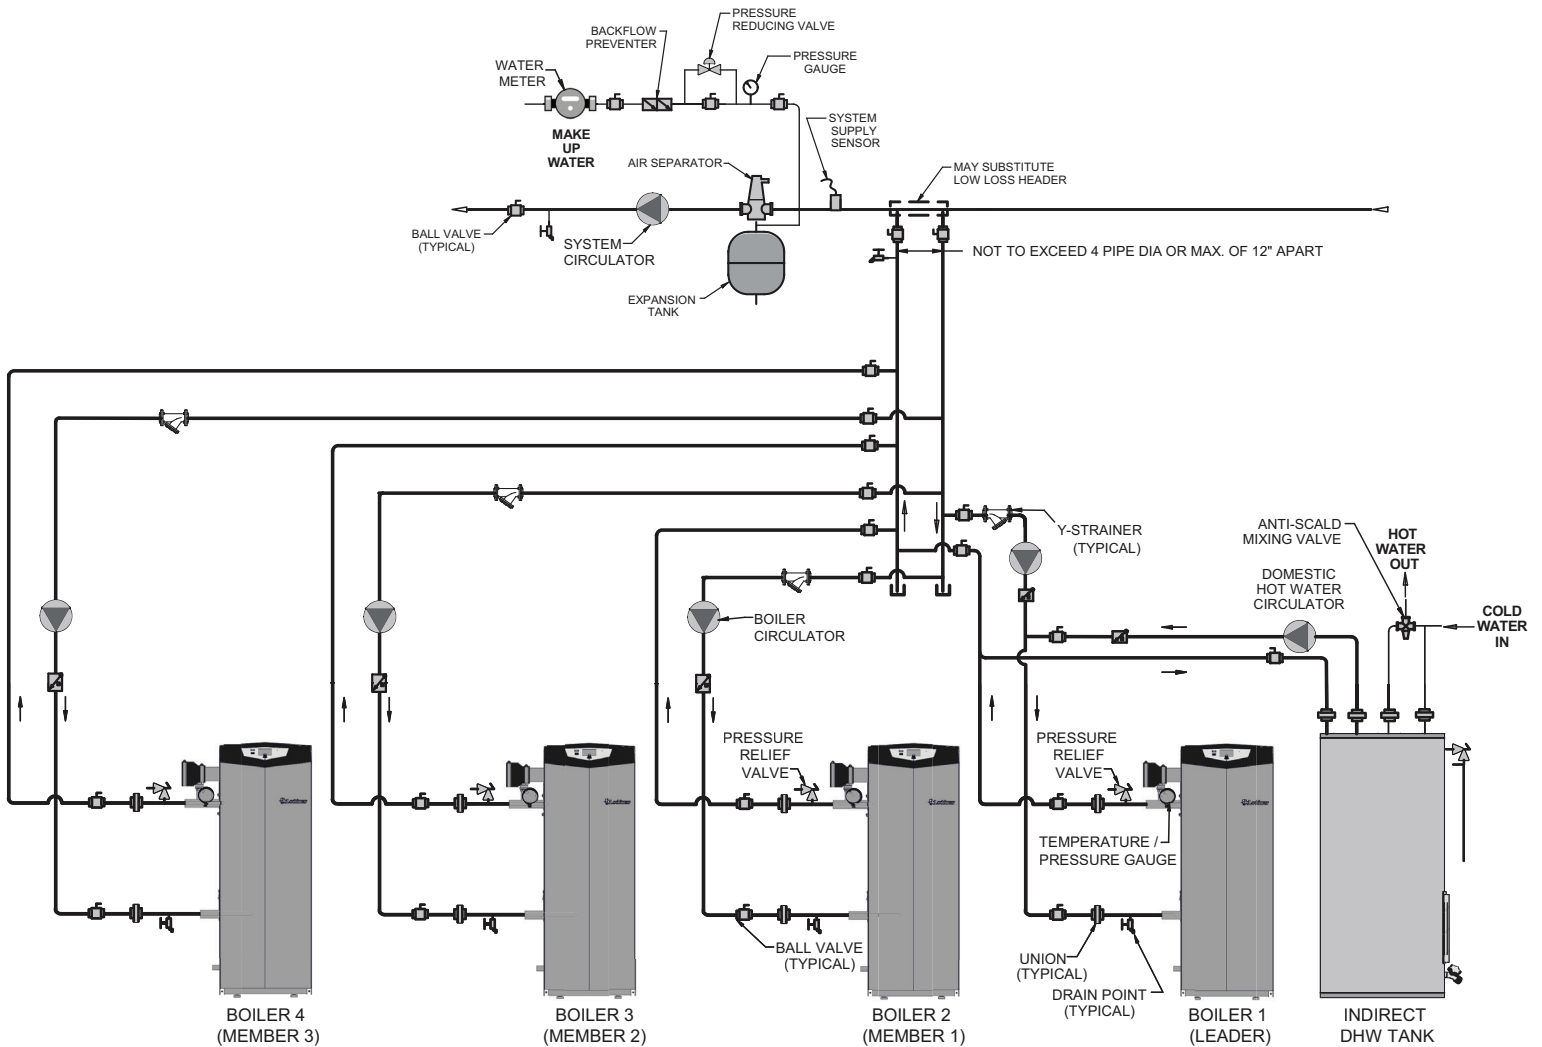 PRESSURE
REDUCING VALVE
BACKFLOW
PREVENTER
PRESSURE
GAUGE
WATER
METER
MAKE
UP
WATER
SYSTEM
SUPPLY
SENSOR
AIR SEPARATOR
MAY SUBSTITUTE
LOW LOSS HEADER
BALL VALVE
(TYPICAL)
SYSTEM
CIRCULATOR
NOT TO EXCEED 4 PIPE DIA OR MAX. OF 12" APART
EXPANSION
TANK
Y-STRAINER
(TYPICAL)
ANTI-SCALD
MIXING VALVE
HOT
WATER
OUT
DOMESTIC
HOT WATER
CIRCULATOR
COLD
WATER
IN
BOILER
CIRCULATOR
PRESSURE
RELIEF
VALVE
PRESSURE
RELIEF
VALVE
TEMPERATURE /
PRESSURE GAUGE
BALL VALVE
(TYPICAL)
UNION
(TYPICAL)
DRAIN POINT
(TYPICAL)
BOILER 4
(MEMBER 3)
BOILER 3
(MEMBER 2)
BOILER 2
(MEMBER 1)
BOILER 1
(LEADER)
INDIRECT
DHW TANK